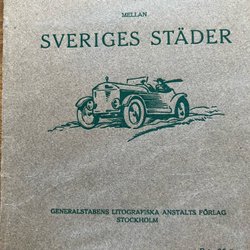 MELLAN
SVERIGES STÄDER
GENERALSTABENS LITOGRAFISKA ANSTALTS FÖRLAG
STOCKHOLM